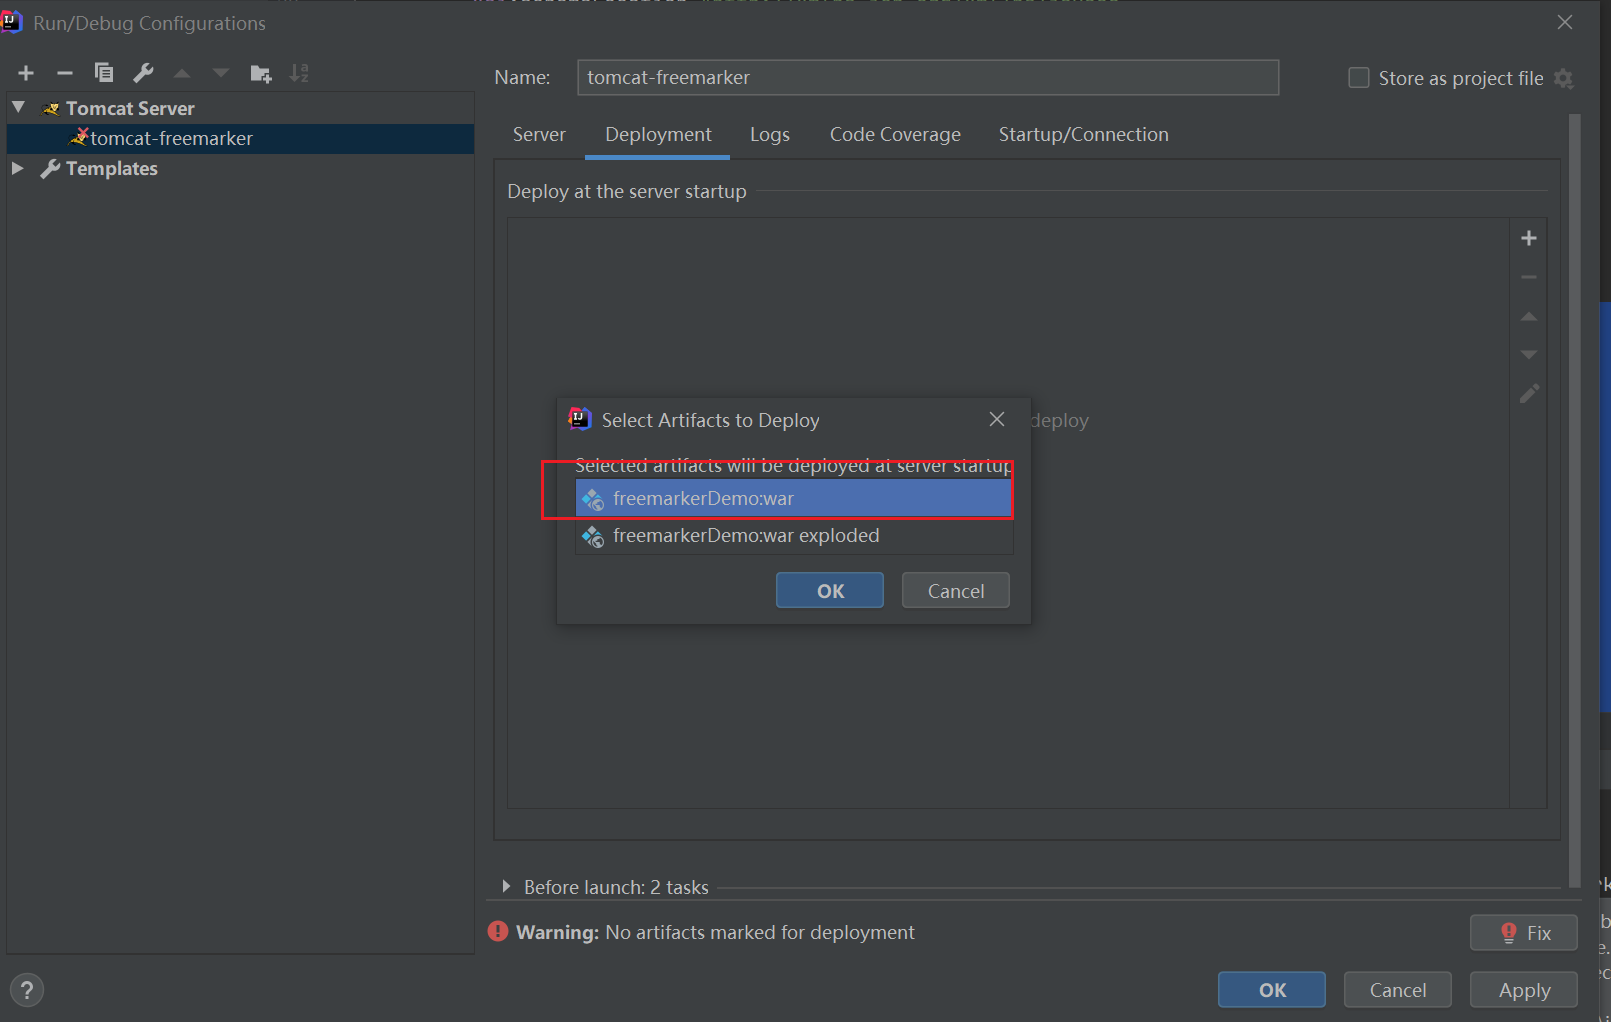 Run/Debug Configurations
Name: tomcat-freemarker
Store as project file
Tomcat Server
tomcat-freemarker
Templates
Server Deployment Logs Code Coverage Startup/Connection
Deploy at the server startup
deploy
Select Artifacts to Deploy
Selected artifacts will be deployed at server startup
freemarkerDemo:war
freemarkerDemo:war exploded
OK Cancel
Before launch: 2 tasks
Warning: No artifacts marked for deployment
Fix
? OK Cancel Apply